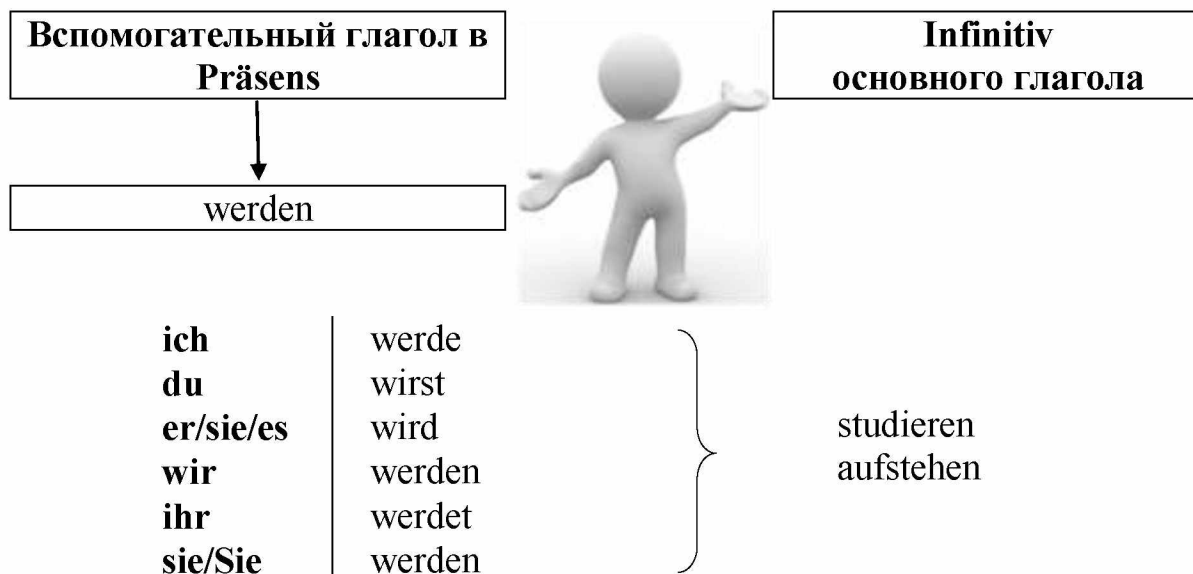 Вспомогательный глагол в
Präsens
Infinitiv
основного глагола
werden
ich werde
du wirst
er/sie/es wird
wir werden
ihr werdet
sie/Sie werden
studieren
aufstehen